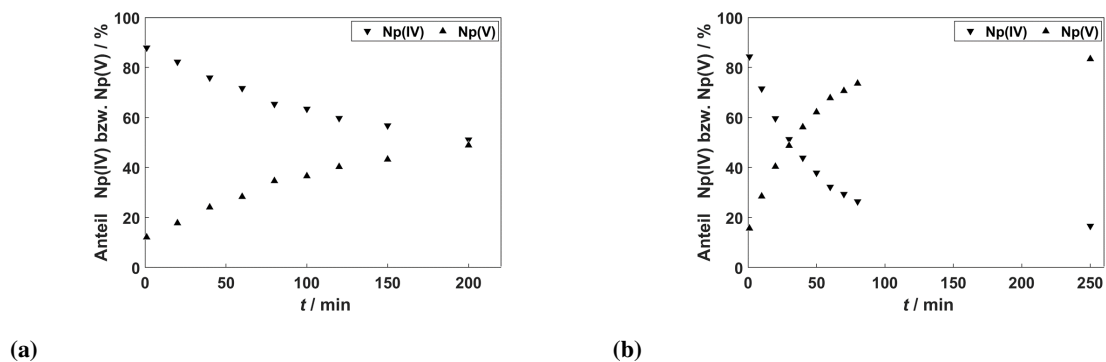 100
80
60
40
20
0
Anteil Np(IV) bzw. Np(V) / %
Np(IV) Np(V)
0 50 100 150 200
t / min
(a)
100
80
60
40
20
0
Anteil Np(IV) bzw. Np(V) / %
Np(IV) Np(V)
0 50 100 150 200 250
t / min
(b)